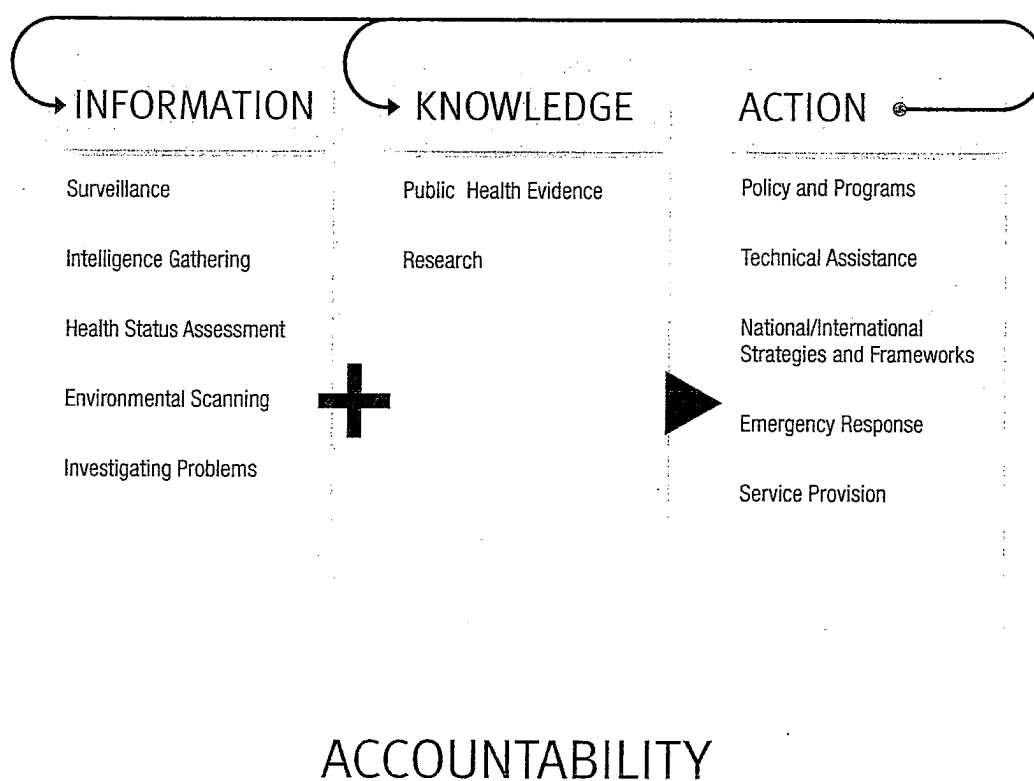 INFORMATION
Surveillance
Intelligence Gathering
Health Status Assessment
Environmental Scanning
Investigating Problems
KNOWLEDGE
Public Health Evidence
Research
ACTION
Policy and Programs
Technical Assistance
National/International
Strategies and Frameworks
Emergency Response
Service Provision
ACCOUNTABILITY